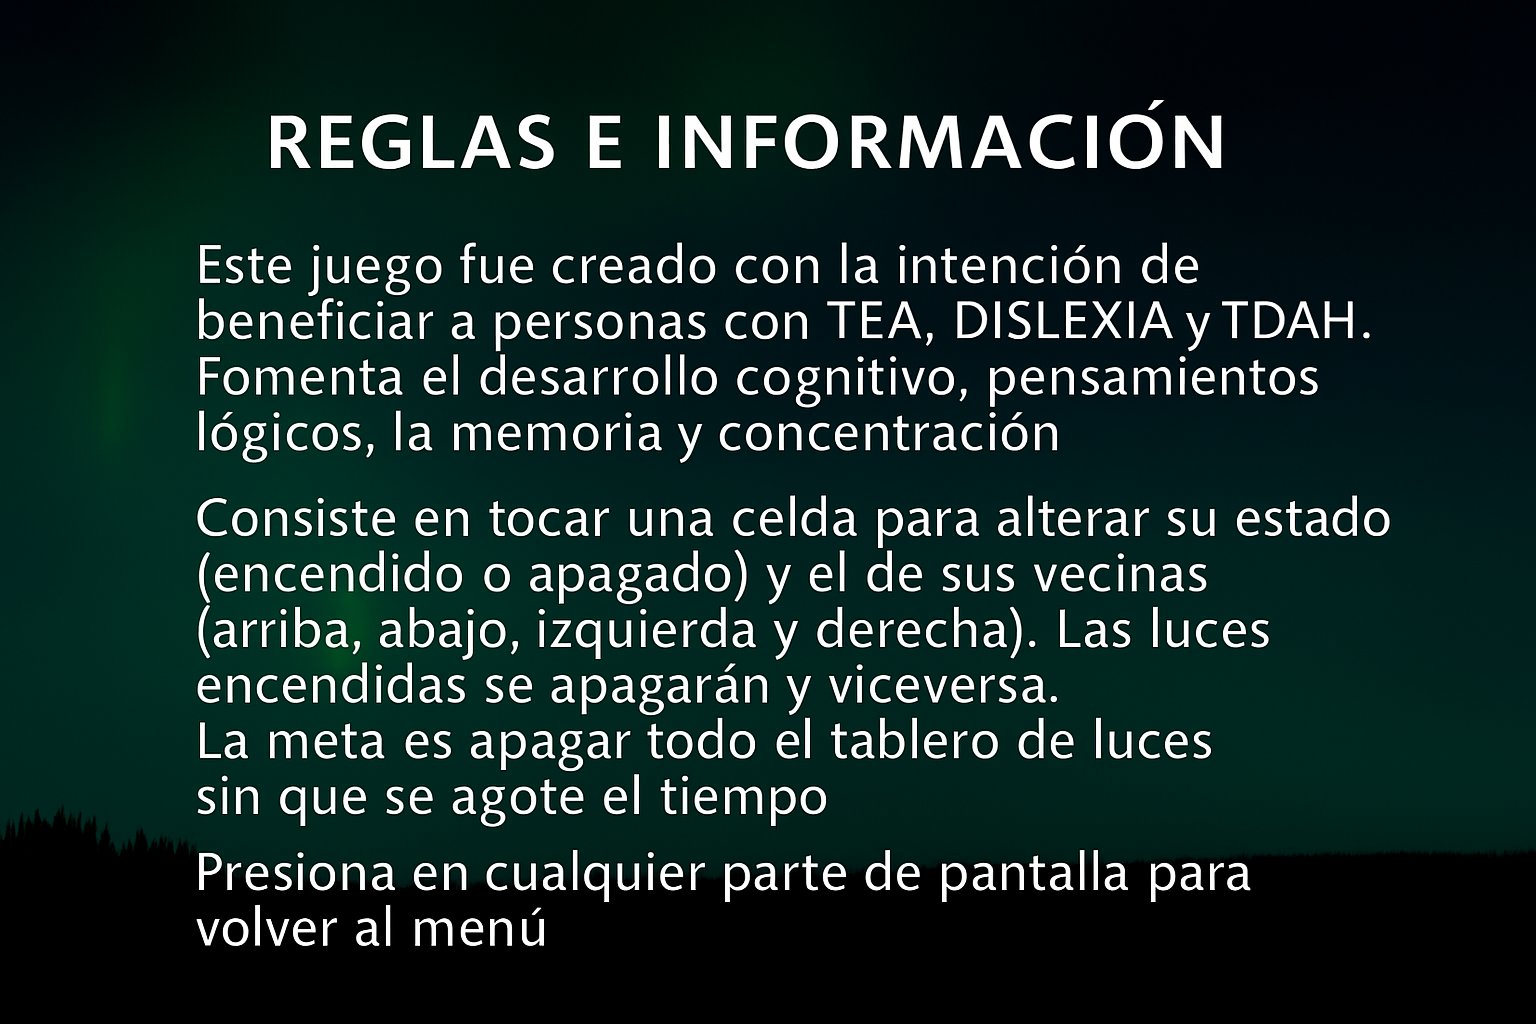 REGLAS E INFORMACIÓN
Este juego fue creado con la intención de
beneficiar a personas con TEA, DISLEXIA y TDAH.
Fomenta el desarrollo cognitivo, pensamientos
lógicos, la memoria y concentración
Consiste en tocar una celda para alterar su estado
(encendido o apagado) y el de sus vecinas
(arriba, abajo, izquierda y derecha). Las luces
encendidas se apagarán y viceversa.
La meta es apagar todo el tablero de luces
sin que se agote el tiempo
Presiona en cualquier parte de pantalla para
volver al menú